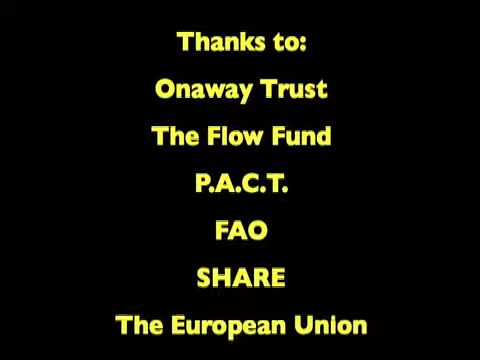 Thanks to:
Onaway Trust
The Flow Fund
P.A.C.T.
FAO
SHARE
The European Union